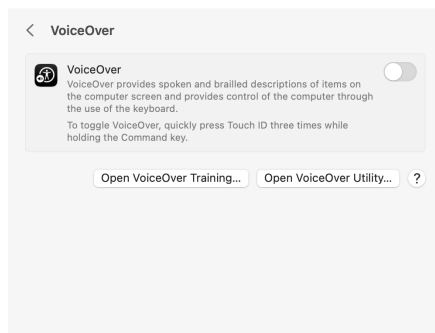 VoiceOver
VoiceOver
VoiceOver provides spoken and brailled descriptions of items on
the computer screen and provides control of the computer through
the use of the keyboard.
To toggle VoiceOver, quickly press Touch ID three times while
holding the Command key.
Open VoiceOver Training... Open VoiceOver Utility... ?